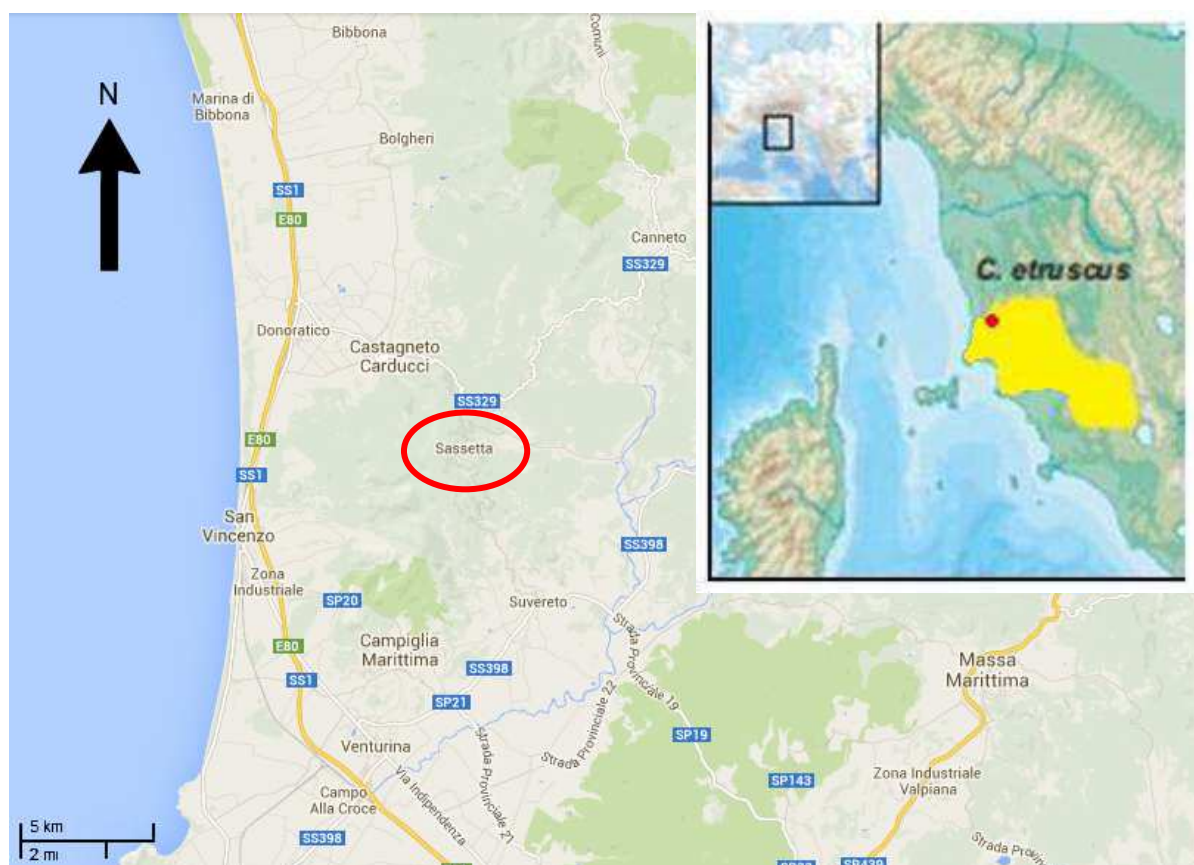 Bibbona
Comuni
N
Marina di
Bibbona
Bolgheri
SS1
E80
Canneto
SS329
C. etruscus
Donoratico
Castagneto
Carducci
SS329
Sassetta
E80
SS1
San
Vincenzo
SS398
Zona
Industriale
SP20
Suvereto
E80
Campiglia
Marittima
SS398
SS1
SP21
Strada Provinciale 19
Strada Provinciale 22
Massa
Marittima
SP19
Venturina
Via Indipendenza
Strada Provinciale 21
SP143
Zona Industriale
Valpiana
Campo
Alla Croce
5 km
2 mi
SS398
SP439
Strada